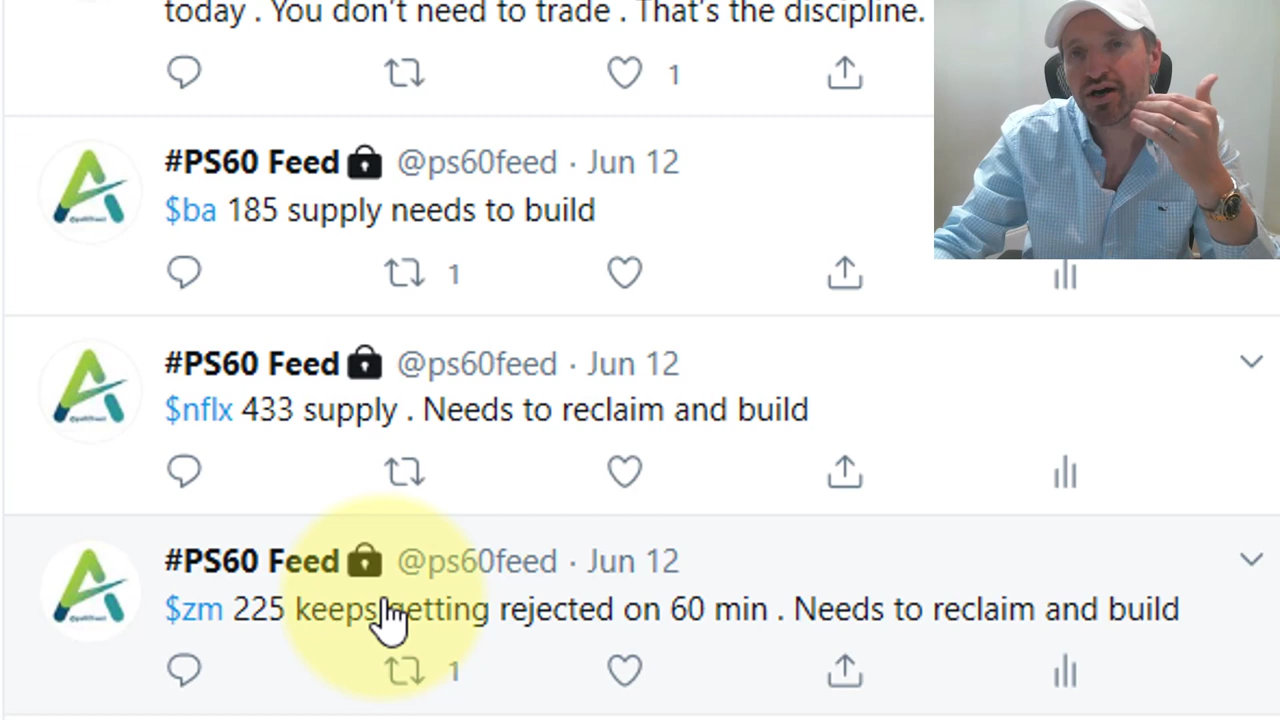 today . You don't need to trade . That's the discipline.
1
#PS60 Feed @ps60feed · Jun 12
$ba 185 supply needs to build
1
#PS60 Feed @ps60feed · Jun 12
$nflx 433 supply . Needs to reclaim and build
#PS60 Feed @ps60feed · Jun 12
$zm 225 keeps getting rejected on 60 min . Needs to reclaim and build
1